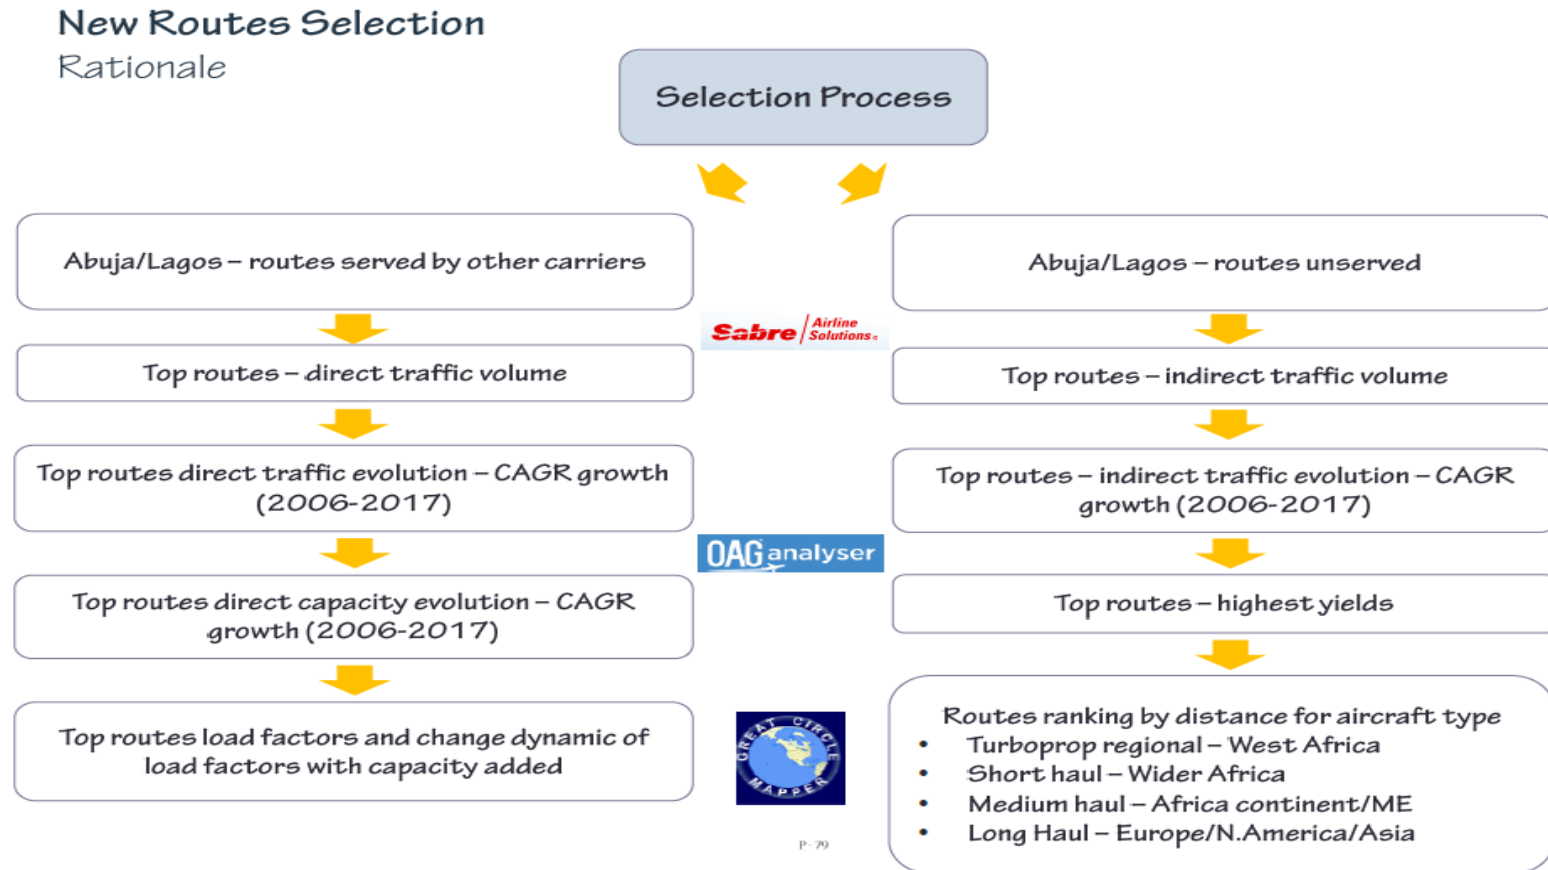 New Routes Selection
Rationale
Selection Process
Abuja/Lagos – routes served by other carriers
Top routes – direct traffic volume
Top routes direct traffic evolution – CAGR growth
(2006-2017)
Top routes direct capacity evolution – CAGR
growth (2006-2017)
Top routes load factors and change dynamic of
load factors with capacity added
Sabre Airline
Solutions®
OAG analyser
GREAT CIRCLE
MAPPER
Abuja/Lagos – routes unserved
Top routes – indirect traffic volume
Top routes – indirect traffic evolution – CAGR
growth (2006-2017)
Top routes – highest yields
Routes ranking by distance for aircraft type
• Turboprop regional – West Africa
• Short haul – Wider Africa
• Medium haul – Africa continent/ME
• Long Haul – Europe/N.America/Asia
P- 79